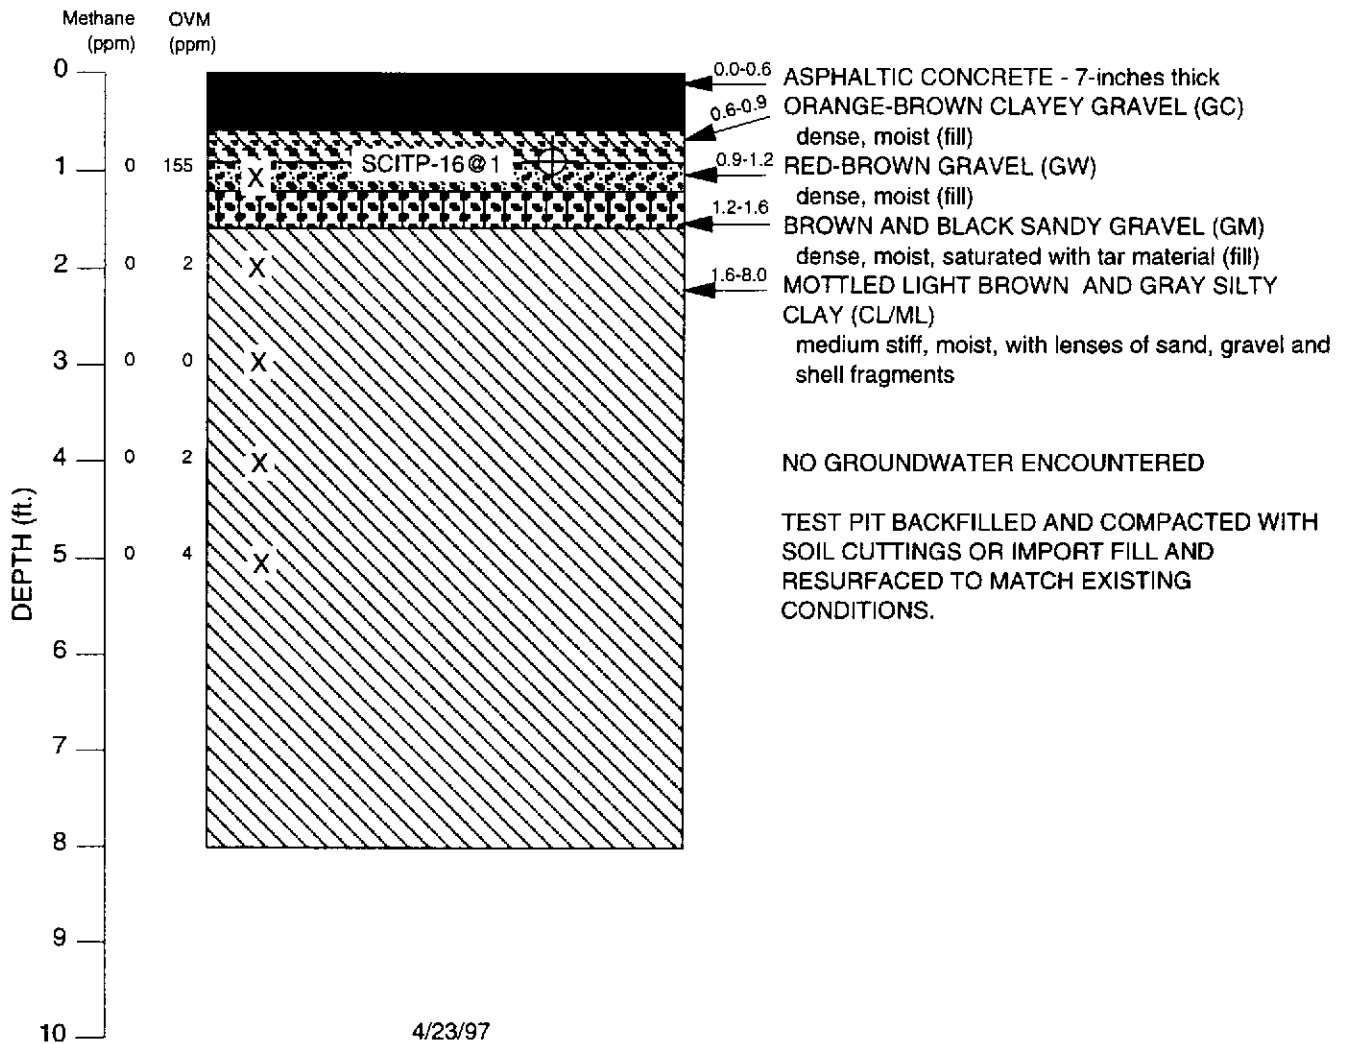 Methane OVM
(ppm) (ppm)
0
0.0-0.6 ASPHALTIC CONCRETE - 7-inches thick
0.6-0.9 ORANGE-BROWN CLAYEY GRAVEL (GC)
dense, moist (fill)
1 0 155 X SCITP-16@1 0.9-1.2 RED-BROWN GRAVEL (GW)
dense, moist (fill)
1.2-1.6 BROWN AND BLACK SANDY GRAVEL (GM)
dense, moist, saturated with tar material (fill)
2 0 2 X
1.6-8.0 MOTTLED LIGHT BROWN AND GRAY SILTY
CLAY (CL/ML)
medium stiff, moist, with lenses of sand, gravel and
shell fragments
3 0 0 X
4 0 2 X NO GROUNDWATER ENCOUNTERED
TEST PIT BACKFILLED AND COMPACTED WITH
SOIL CUTTINGS OR IMPORT FILL AND
RESURFACED TO MATCH EXISTING
CONDITIONS.
5 0 4 X
DEPTH (ft.)
6
7
8
9
10
4/23/97